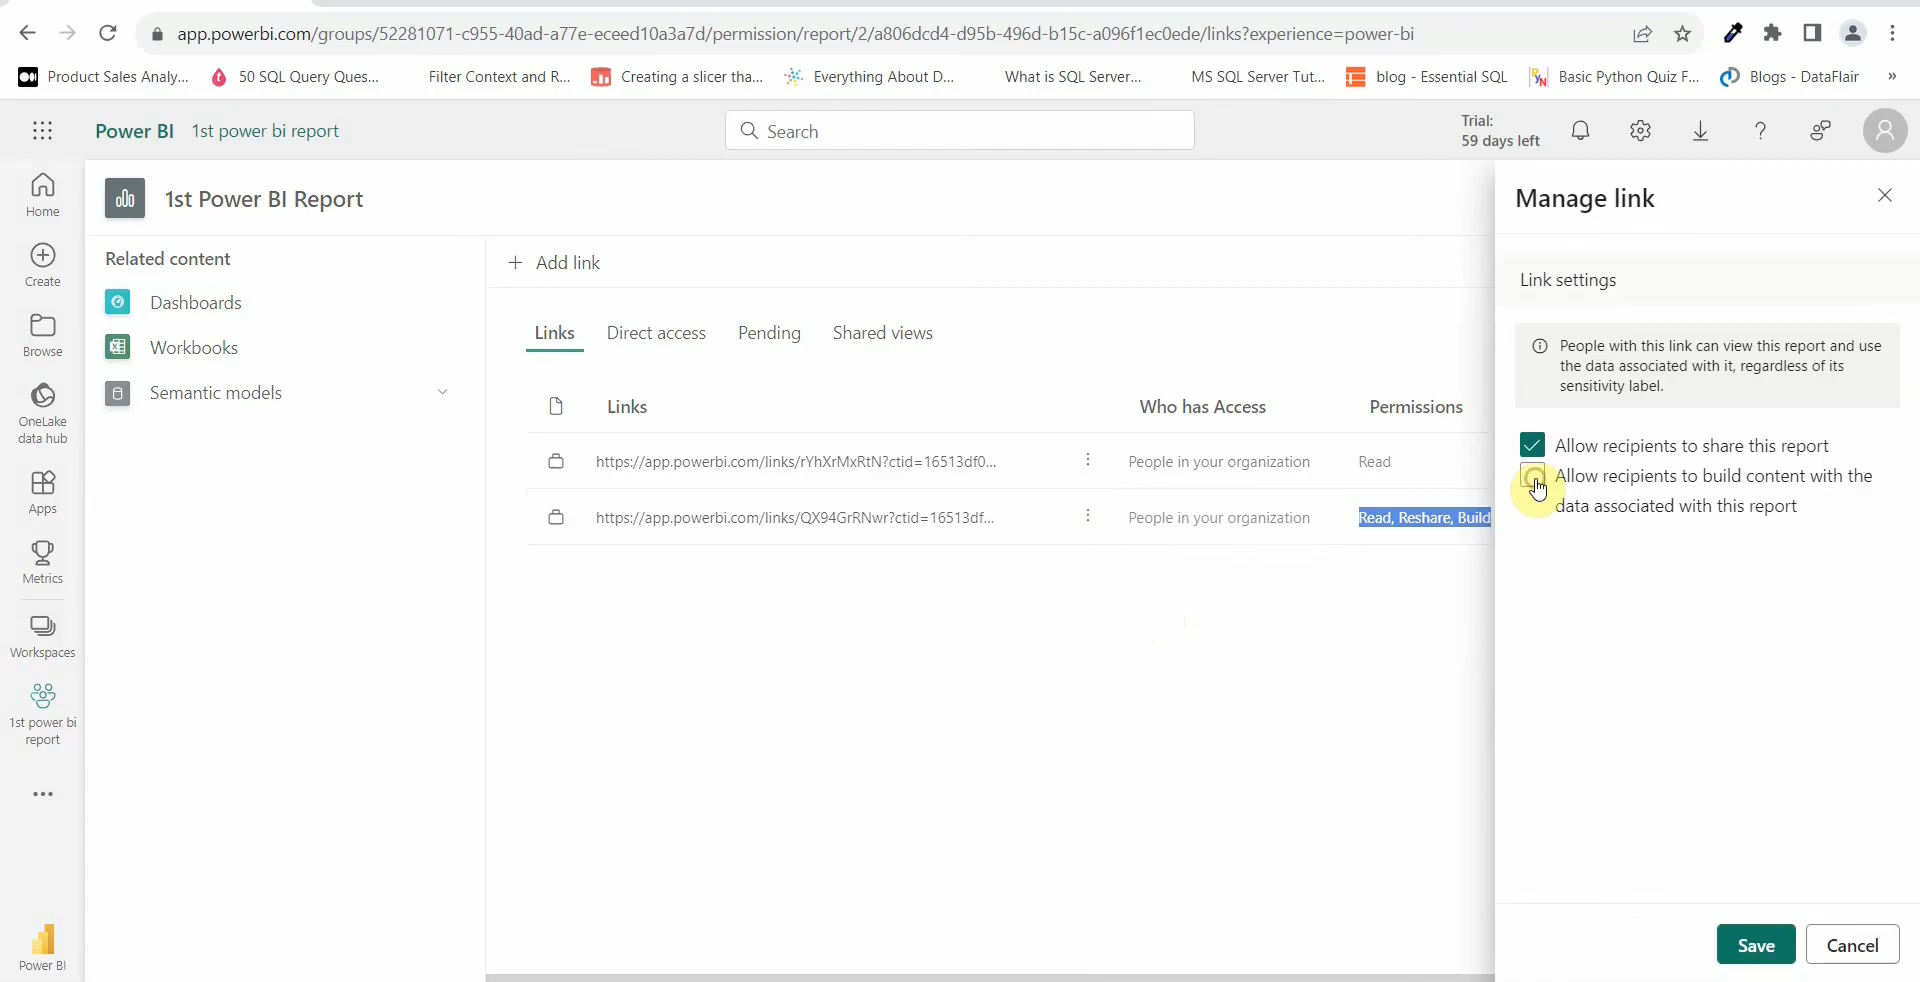 app.powerbi.com/groups/52281071-c955-40ad-a77e-eceed10a3a7d/permission/report/2/a806dcd4-d95b-496d-b15c-a096f1ec0ede/links?experience=power-bi
Product Sales Analy...
50 SQL Query Ques...
Filter Context and R...
Creating a slicer tha...
Everything About D...
What is SQL Server...
MS SQL Server Tut...
blog - Essential SQL
Basic Python Quiz F...
Blogs - DataFlair
»
Power BI 1st power bi report
Search
Trial:
59 days left
Home
Create
Browse
OneLake
data hub
Apps
Metrics
Workspaces
1st power bi
report
Power BI
1st Power BI Report
Related content
Dashboards
Workbooks
Semantic models
+ Add link
Links Direct access Pending Shared views
Links Who has Access Permissions
https://app.powerbi.com/links/rYhXrMxRtN?ctid=16513df0... People in your organization Read
https://app.powerbi.com/links/QX94GrRNwr?ctid=16513df... People in your organization Read, Reshare, Build
Manage link
Link settings
People with this link can view this report and use
the data associated with it, regardless of its
sensitivity label.
Allow recipients to share this report
Allow recipients to build content with the
data associated with this report
Save Cancel